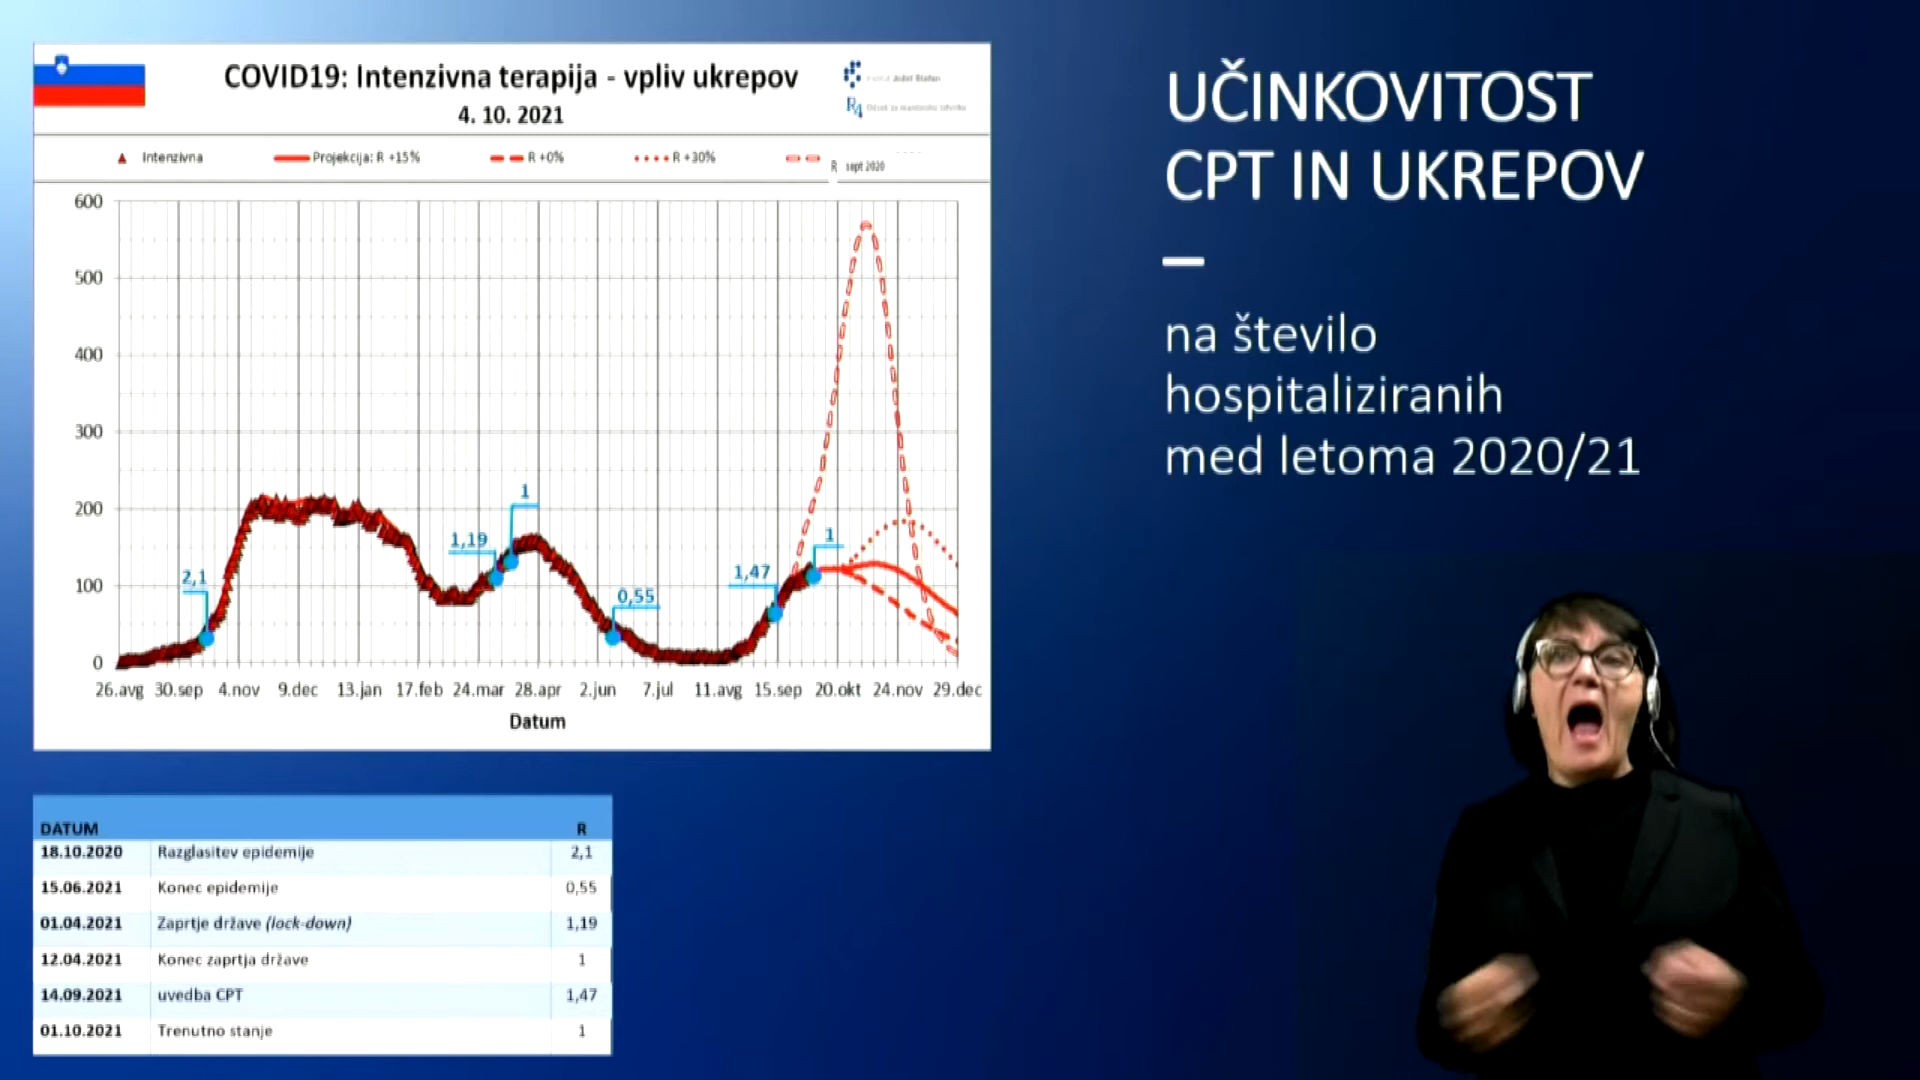 COVID19: Intenzivna terapija - vpliv ukrepov
4. 10. 2021
Institut Jožef Stefan
R4
Intenzivna
Projekcija: R +15%
R +0%
R +30%
R sept 2020
600
500
400
300
200
100
0
2,1
1,19
1
0,55
1,47
1
26.avg 30.sep 4.nov 9.dec 13.jan 17.feb 24.mar 28.apr 2.jun 7.jul 11.avg 15.sep 20.okt 24.nov 29.dec
Datum
UČINKOVITOST
CPT IN UKREPOV
na število
hospitaliziranih
med letoma 2020/21
DATUM R
18.10.2020 Razglasitev epidemije 2,1
15.06.2021 Konec epidemije 0,55
01.04.2021 Zaprtje države (lock-down) 1,19
12.04.2021 Konec zaprtja države 1
14.09.2021 uvedba CPT 1,47
01.10.2021 Trenutno stanje 1